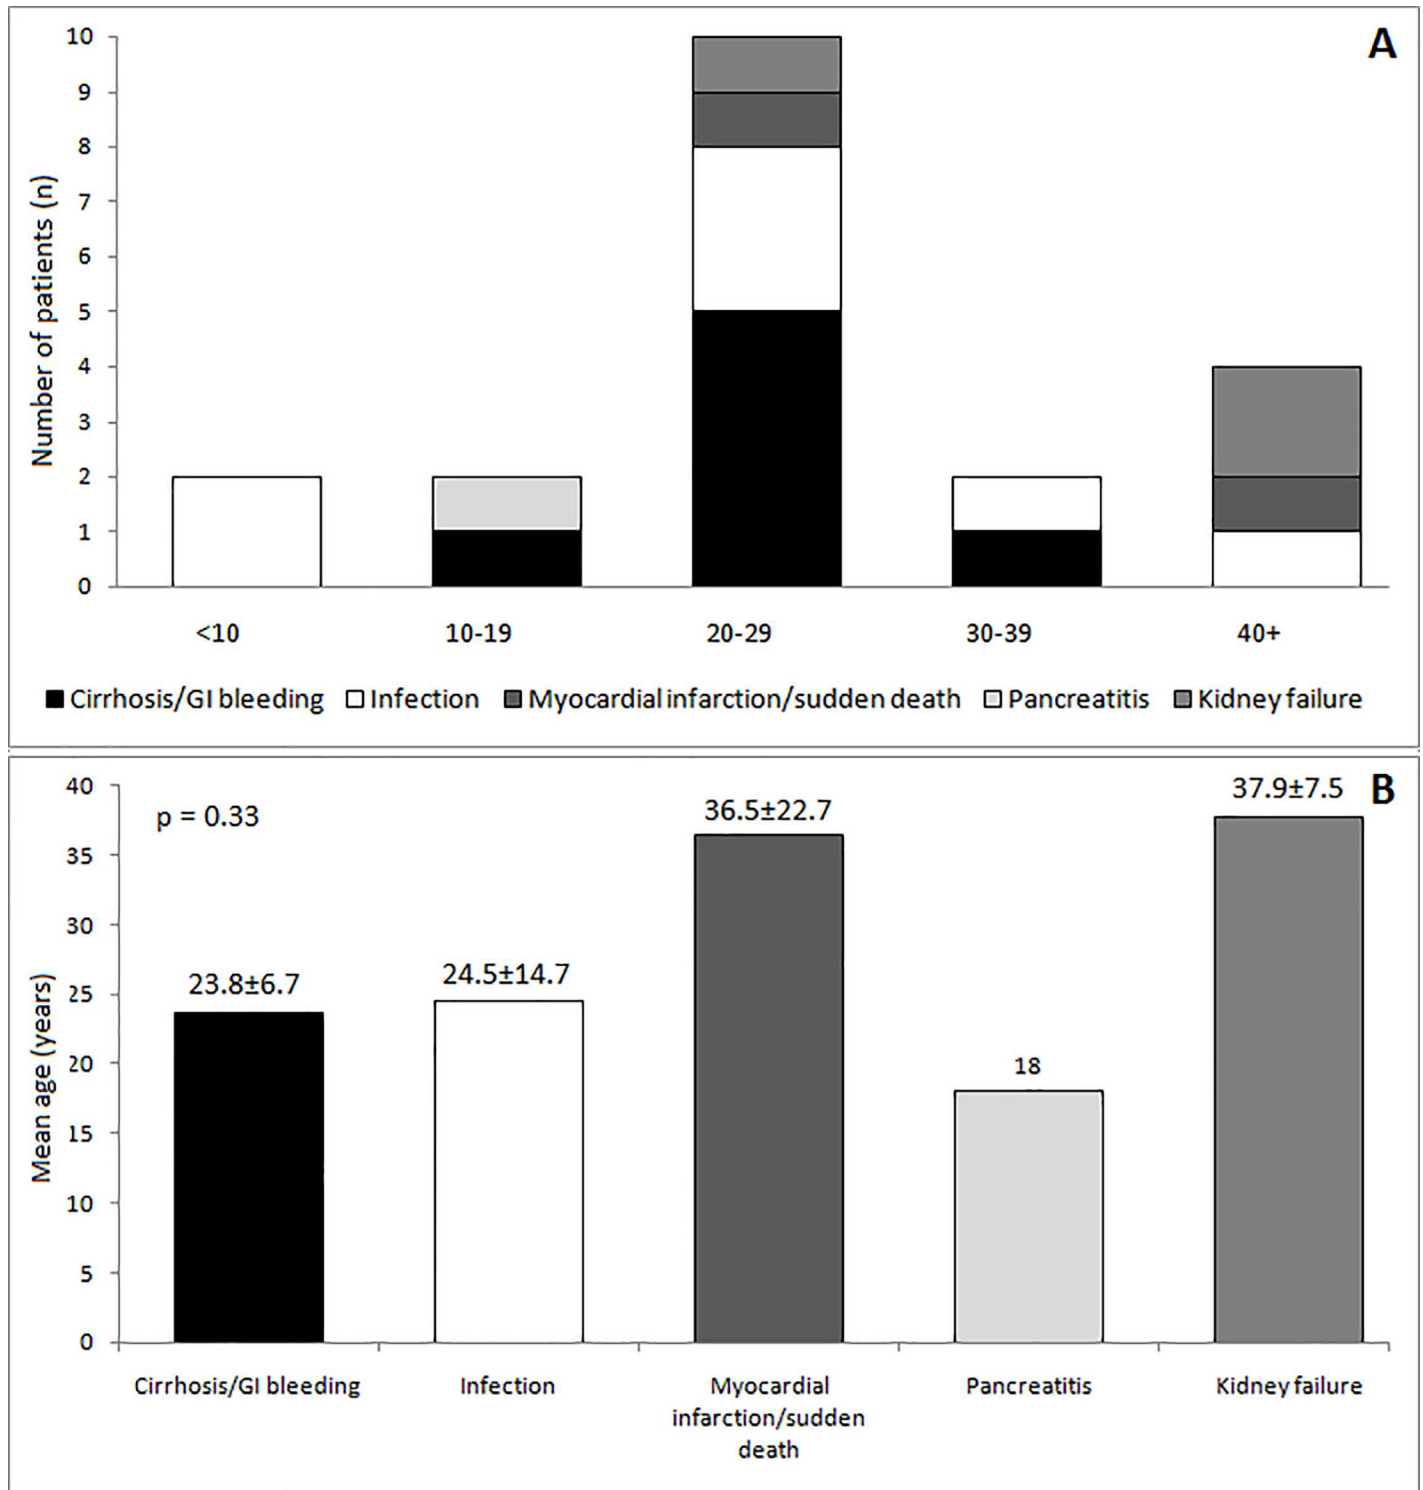 A
Number of patients (n)
10
9
8
7
6
5
4
3
2
1
0
<10 10-19 20-29 30-39 40+
Cirrhosis/GI bleeding Infection Myocardial infarction/sudden death Pancreatitis Kidney failure
B
Mean age (years)
40
35
30
25
20
15
10
5
0
p = 0.33
23.8±6.7
24.5±14.7
36.5±22.7
18
37.9±7.5
Cirrhosis/GI bleeding
Infection
Myocardial
infarction/sudden
death
Pancreatitis
Kidney failure